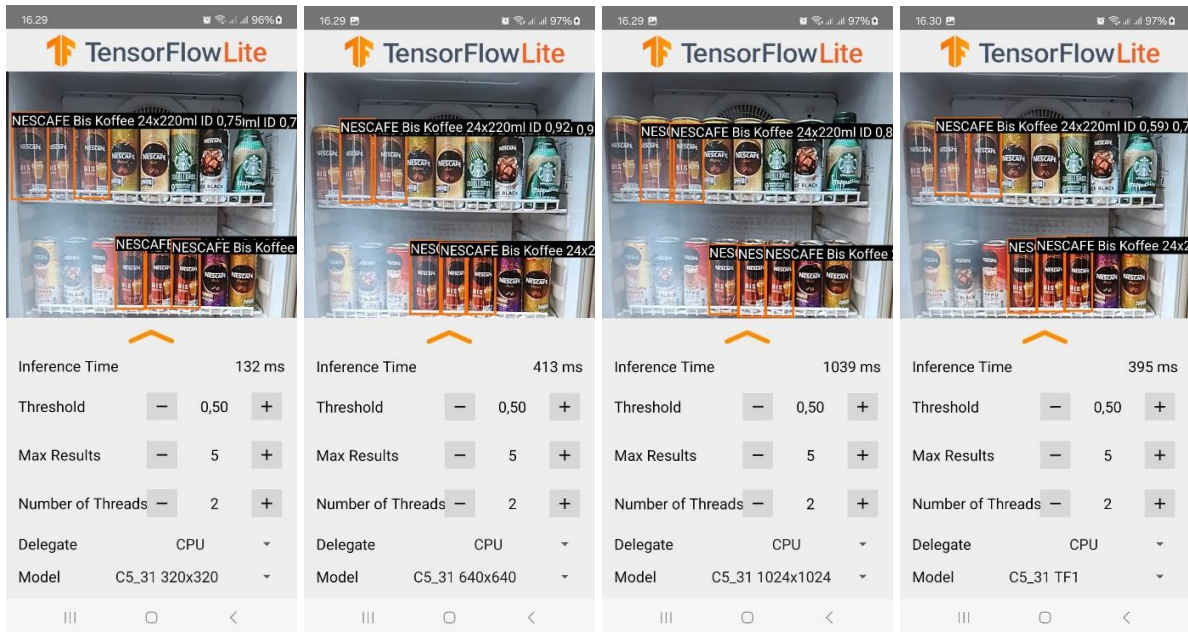 16.29
96%
TensorFlowLite
NESCAFE Bis Koffee 24x220ml ID 0,75
ml ID 0,7
NESCAFE
NESCAFE Bis Koffee
Inference Time 132 ms
Threshold − 0,50 +
Max Results − 5 +
Number of Threads − 2 +
Delegate CPU
Model C5_31 320x320
16.29
97%
TensorFlowLite
NESCAFE Bis Koffee 24x220ml ID 0,92
0,9
NESC
NESCAFE Bis Koffee 24x2
Inference Time 413 ms
Threshold − 0,50 +
Max Results − 5 +
Number of Threads − 2 +
Delegate CPU
Model C5_31 640x640
16.29
97%
TensorFlowLite
NESC
NESCAFE Bis Koffee 24x220ml ID 0,8
NES
NES
NESCAFE Bis Koffee
Inference Time 1039 ms
Threshold − 0,50 +
Max Results − 5 +
Number of Threads − 2 +
Delegate CPU
Model C5_31 1024x1024
16.30
97%
TensorFlowLite
NESCAFE Bis Koffee 24x220ml ID 0,59
0,7
NES
NESCAFE Bis Koffee 24x2
Inference Time 395 ms
Threshold − 0,50 +
Max Results − 5 +
Number of Threads − 2 +
Delegate CPU
Model C5_31 TF1